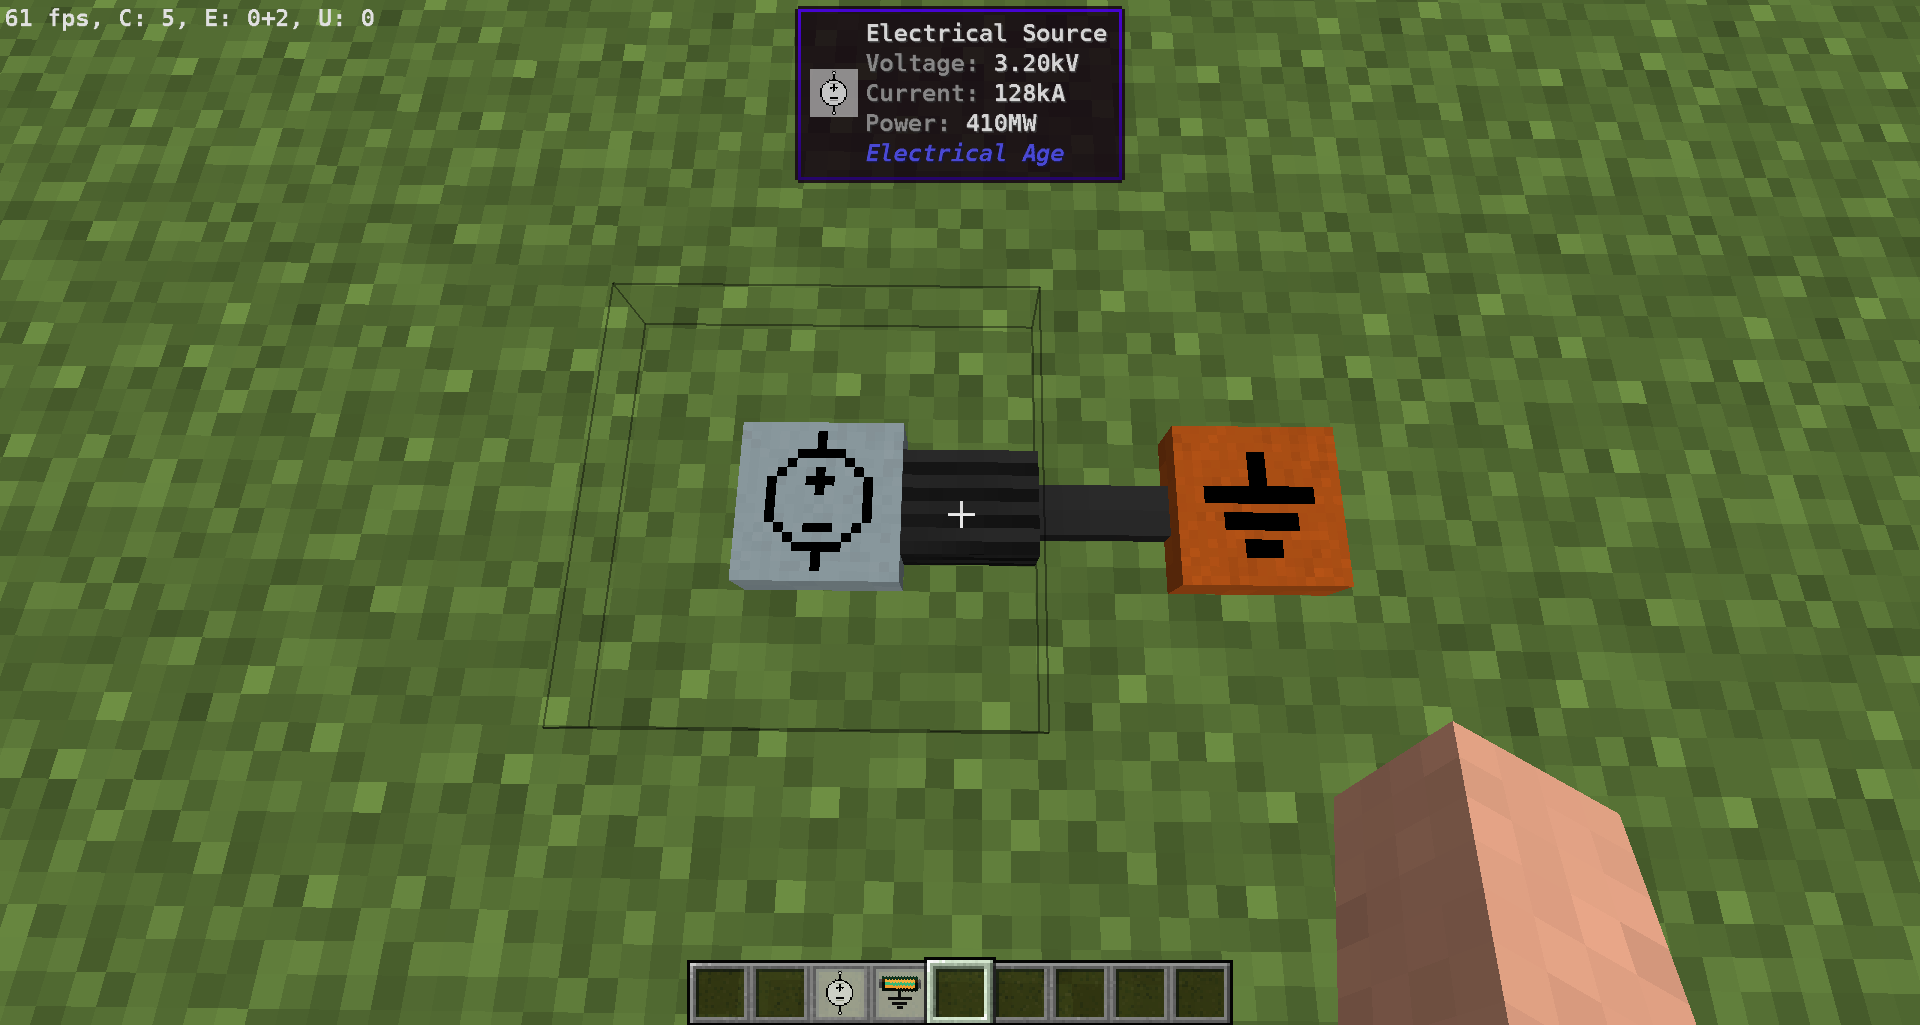 61 fps, C: 5, E: 0+2, U: 0
Electrical Source
Voltage: 3.20kV
Current: 128kA
Power: 410MW
Electrical Age